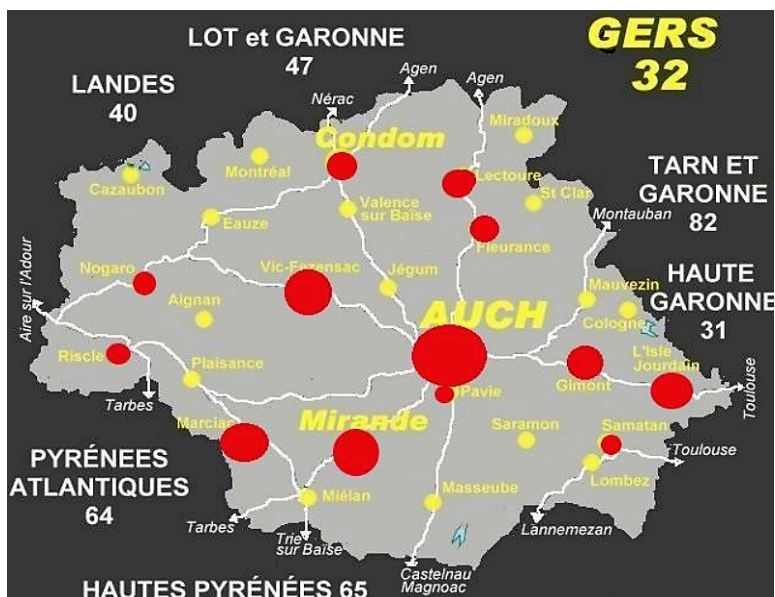 GERS
32
LOT et GARONNE
47
LANDES
40
Agen
Agen
Nérac
Condom
Miradoux
Montréal
Cazaubon
Lectoure
TARN ET
GARONNE
82
St Clar
Valence
sur Baïse
Montauban
Eauze
Fleurance
Nogaro
Vic-Fezensac
Jégum
Mauvezin
HAUTE
GARONNE
31
Aire sur l'Adour
Aignan
AUCH
Cologne
L'Isle
Jourdain
Riscle
Plaisance
Gimont
Toulouse
Pavie
Tarbes
Marciac
Mirande
Saramon
Samatan
Toulouse
PYRÉNEES
ATLANTIQUES
64
Lombez
Miélan
Masseube
Tarbes
Trie
sur Baïse
Lannemezan
Castelnau
Magnoac
HAUTES PYRÉNÉES 65